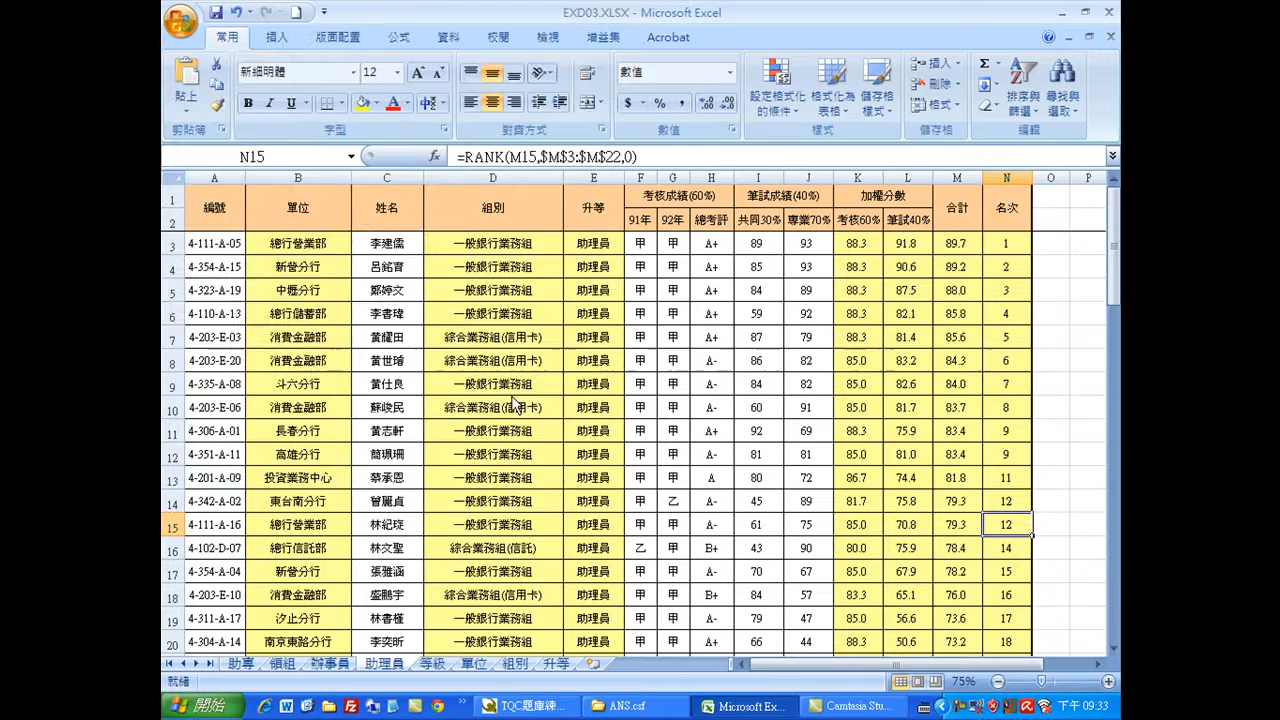 EXD03.XLSX - Microsoft Excel
常用 插入 版面配置 公式 資料 校閱 檢視 增益集 Acrobat
新細明體 12 數值 插入 Σ
貼上 B I U $ % , 設定格式化的條件 格式化為表格 儲存格樣式 刪除 格式 排序與篩選 尋找與選取
剪貼簿 字型 對齊方式 數值 樣式 儲存格 編輯
N15 fx =RANK(M15,$M$3:$M$22,0)
A B C D E F G H I J K L M N O P
1 編號 單位 姓名 組別 升等 考核成績(60%) 筆試成績(40%) 加權分數 合計 名次
2 91年 92年 總考評 共同30% 專業70% 考核60% 筆試40%
3 4-111-A-05 總行營業部 李建儒 一般銀行業務組 助理員 甲 甲 A+ 89 93 88.3 91.8 89.7 1
4 4-354-A-15 新營分行 呂銘育 一般銀行業務組 助理員 甲 甲 A+ 85 93 88.3 90.6 89.2 2
5 4-323-A-19 中壢分行 鄭婷文 一般銀行業務組 助理員 甲 甲 A+ 84 89 88.3 87.5 88.0 3
6 4-110-A-13 總行儲蓄部 李書瑋 一般銀行業務組 助理員 甲 甲 A+ 59 92 88.3 82.1 85.8 4
7 4-203-E-03 消費金融部 黃耀田 綜合業務組(信用卡) 助理員 甲 甲 A+ 87 79 88.3 81.4 85.6 5
8 4-203-E-20 消費金融部 黃世璿 綜合業務組(信用卡) 助理員 甲 甲 A- 86 82 85.0 83.2 84.3 6
9 4-335-A-08 斗六分行 黃仕良 一般銀行業務組 助理員 甲 甲 A- 84 82 85.0 82.6 84.0 7
10 4-203-E-06 消費金融部 蘇峻民 綜合業務組(信用卡) 助理員 甲 甲 A- 60 91 85.0 81.7 83.7 8
11 4-306-A-01 長春分行 黃志軒 一般銀行業務組 助理員 甲 甲 A+ 92 69 88.3 75.9 83.4 9
12 4-351-A-11 高雄分行 簡璟珊 一般銀行業務組 助理員 甲 甲 A- 81 81 85.0 81.0 83.4 9
13 4-201-A-09 投資業務中心 蔡承恩 一般銀行業務組 助理員 甲 甲 A 80 72 86.7 74.4 81.8 11
14 4-342-A-02 東台南分行 曾麗貞 一般銀行業務組 助理員 甲 乙 A- 45 89 81.7 75.8 79.3 12
15 4-111-A-16 總行營業部 林紀琁 一般銀行業務組 助理員 甲 甲 A- 61 75 85.0 70.8 79.3 12
16 4-102-D-07 總行信託部 林文聖 綜合業務組(信託) 助理員 乙 甲 B+ 43 90 80.0 75.9 78.4 14
17 4-354-A-04 新營分行 張雅涵 一般銀行業務組 助理員 甲 甲 A- 70 67 85.0 67.9 78.2 15
18 4-203-E-10 消費金融部 盛鵬宇 綜合業務組(信用卡) 助理員 甲 甲 B+ 84 57 83.3 65.1 76.0 16
19 4-311-A-17 汐止分行 林書槿 一般銀行業務組 助理員 甲 甲 A- 79 47 85.0 56.6 73.6 17
20 4-304-A-14 南京東路分行 李奕昕 一般銀行業務組 助理員 甲 甲 A+ 66 44 88.3 50.6 73.2 18
助專 領組 辦事員 助理員 等級 單位 組別 升等
就緒 75%
開始 TQC題庫練... ANS.csf Microsoft Ex... Camtasia Stu... 下午 09:33